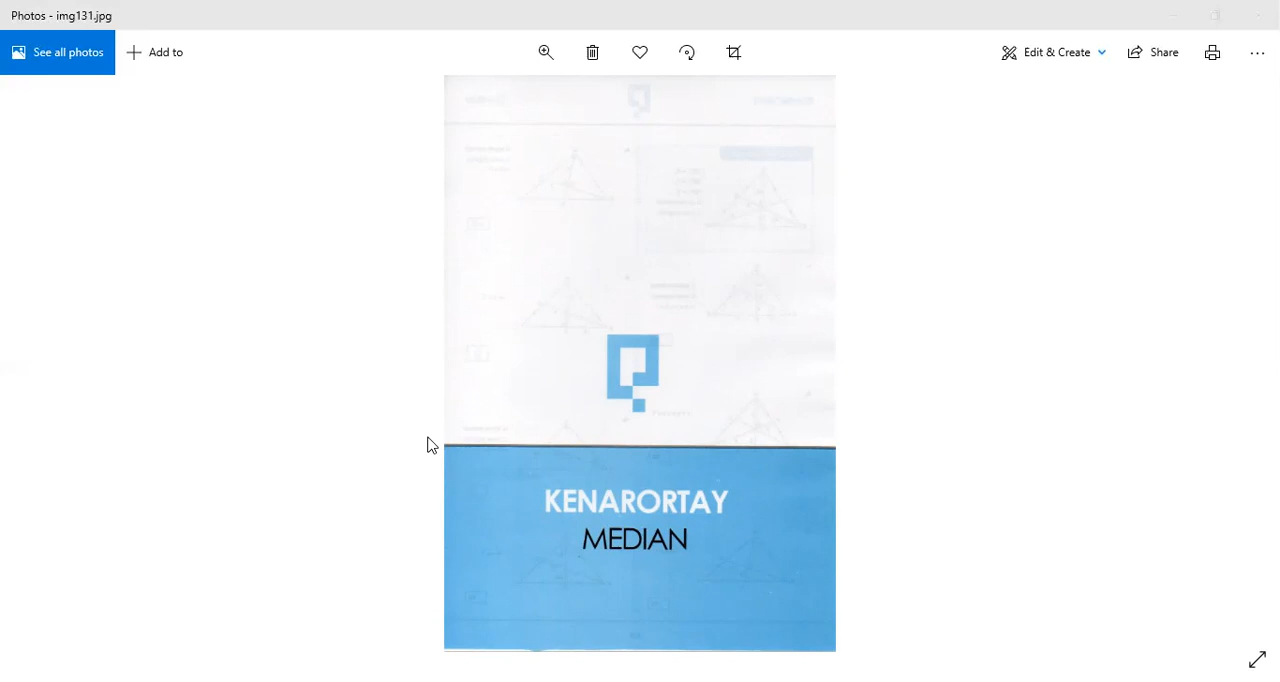 Photos - img131.jpg
See all photos
Add to
Edit & Create
Share
KENARORTAY
MEDIAN